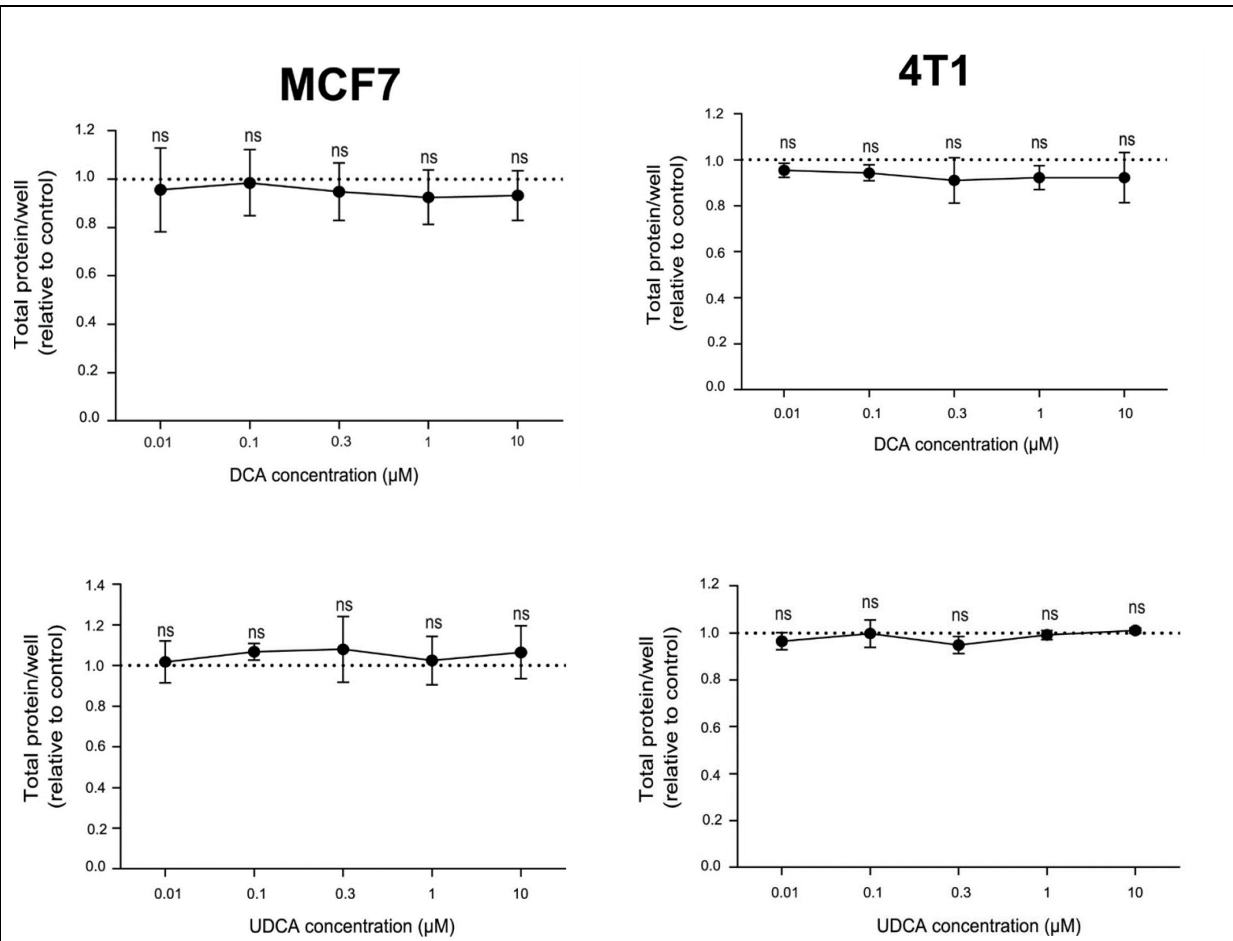 MCF7
1.2
1.0
0.8
0.6
0.4
0.2
0.0
Total protein/well
(relative to control)
ns ns ns ns ns
0.01 0.1 0.3 1 10
DCA concentration (µM)
4T1
1.2
1.0
0.8
0.6
0.4
0.2
0.0
Total protein/well
(relative to control)
ns ns ns ns ns
0.01 0.1 0.3 1 10
DCA concentration (µM)
1.4
1.2
1.0
0.8
0.6
0.4
0.2
0.0
Total protein/well
(relative to control)
ns ns ns ns ns
0.01 0.1 0.3 1 10
UDCA concentration (µM)
1.2
1.0
0.8
0.6
0.4
0.2
0.0
Total protein/well
(relative to control)
ns ns ns ns ns
0.01 0.1 0.3 1 10
UDCA concentration (µM)